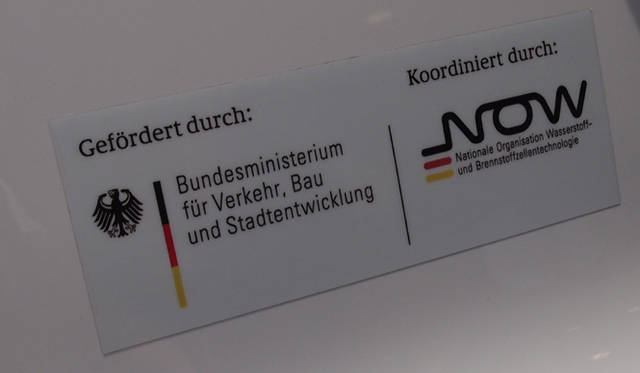 Gefördert durch:
Bundesministerium
für Verkehr, Bau
und Stadtentwicklung
Koordiniert durch:
NOW
Nationale Organisation Wasserstoff-
und Brennstoffzellentechnologie